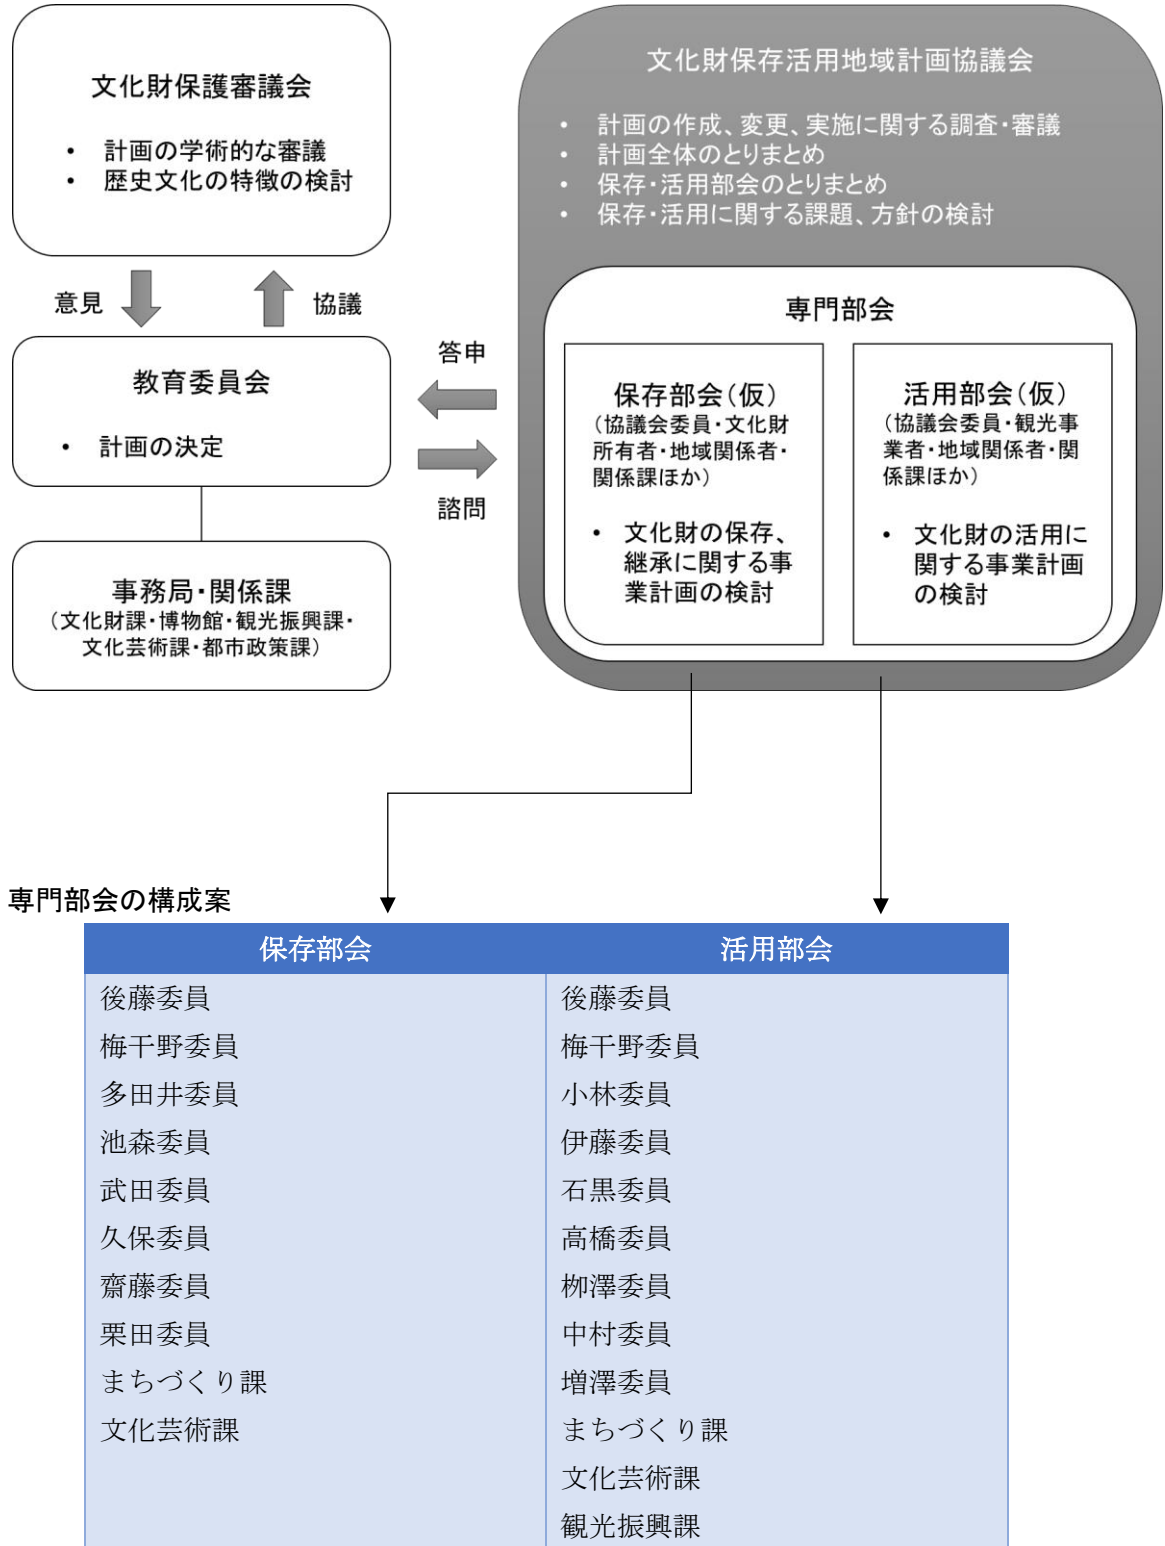 文化財保護審議会
• 計画の学術的な審議
• 歴史文化の特徴の検討
意見
協議
教育委員会
• 計画の決定
事務局・関係課
（文化財課・博物館・観光振興課・
文化芸術課・都市政策課）
答申
諮問
文化財保存活用地域計画協議会
• 計画の作成、変更、実施に関する調査・審議
• 計画全体のとりまとめ
• 保存・活用部会のとりまとめ
• 保存・活用に関する課題、方針の検討
専門部会
保存部会（仮）
（協議会委員・文化財
所有者・地域関係者・
関係課ほか）
• 文化財の保存、
継承に関する事
業計画の検討
活用部会（仮）
（協議会委員・観光事
業者・地域関係者・関
係課ほか）
• 文化財の活用に
関する事業計画
の検討
専門部会の構成案
保存部会
後藤委員
梅干野委員
多田井委員
池森委員
武田委員
久保委員
齋藤委員
栗田委員
まちづくり課
文化芸術課
活用部会
後藤委員
梅干野委員
小林委員
伊藤委員
石黒委員
高橋委員
栁澤委員
中村委員
増澤委員
まちづくり課
文化芸術課
観光振興課